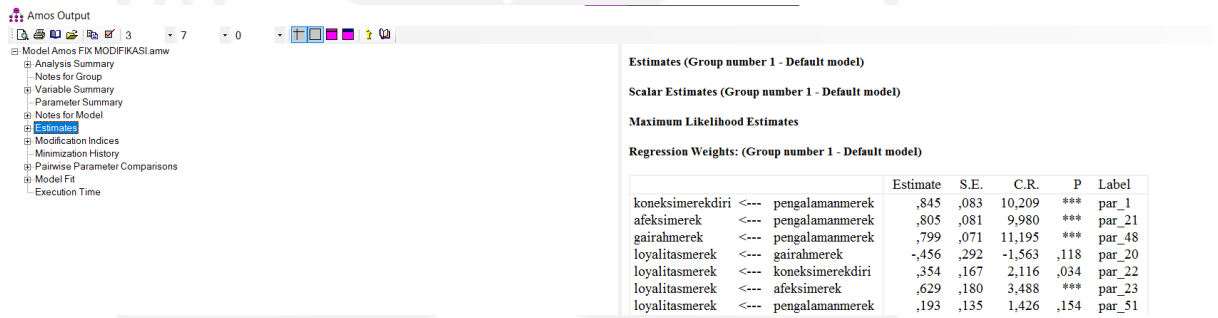 Amos Output
3 7 0
Model Amos FIX MODIFIKASI.amw
Analysis Summary
Notes for Group
Variable Summary
Parameter Summary
Notes for Model
Estimates
Modification Indices
Minimization History
Pairwise Parameter Comparisons
Model Fit
Execution Time
Estimates (Group number 1 - Default model)
Scalar Estimates (Group number 1 - Default model)
Maximum Likelihood Estimates
Regression Weights: (Group number 1 - Default model)
Estimate S.E. C.R. P Label
koneksimerekdiri <--- pengalamanmerek ,845 ,083 10,209 *** par_1
afeksimerek <--- pengalamanmerek ,805 ,081 9,980 *** par_21
gairahmerek <--- pengalamanmerek ,799 ,071 11,195 *** par_48
loyalitasmerek <--- gairahmerek -,456 ,292 -1,563 ,118 par_20
loyalitasmerek <--- koneksimerekdiri ,354 ,167 2,116 ,034 par_22
loyalitasmerek <--- afeksimerek ,629 ,180 3,488 *** par_23
loyalitasmerek <--- pengalamanmerek ,193 ,135 1,426 ,154 par_51